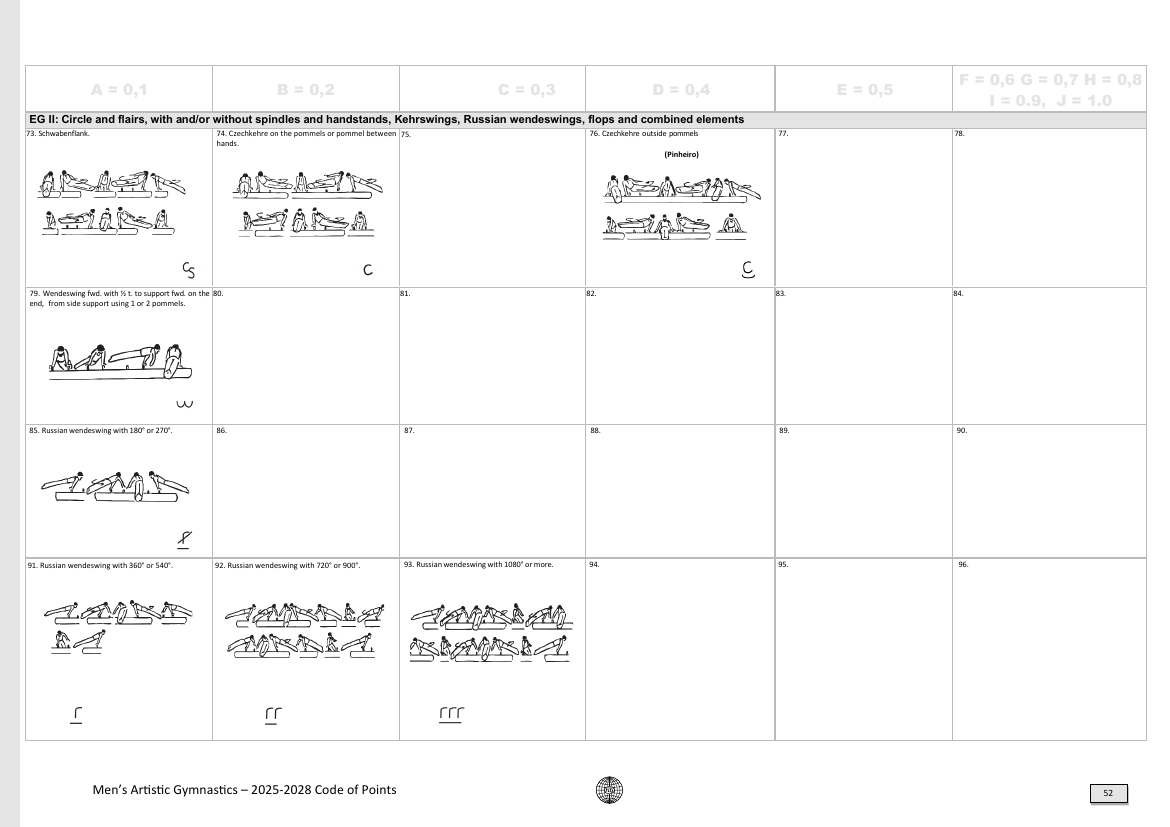 A = 0,1
B = 0,2
C = 0,3
D = 0,4
E = 0,5
F = 0,6 G = 0,7 H = 0,8
I = 0.9, J = 1.0
EG II: Circle and flairs, with and/or without spindles and handstands, Kehrswings, Russian wendeswings, flops and combined elements
73. Schwabenflank.
74. Czechkehre on the pommels or pommel between
hands.
75.
76. Czechkehre outside pommels
(Pinheiro)
77.
78.
79. Wendeswing fwd. with ½ t. to support fwd. on the
end, from side support using 1 or 2 pommels.
80.
81.
82.
83.
84.
85. Russian wendeswing with 180° or 270°.
86.
87.
88.
89.
90.
91. Russian wendeswing with 360° or 540°.
92. Russian wendeswing with 720° or 900°.
93. Russian wendeswing with 1080° or more.
94.
95.
96.
Men's Artistic Gymnastics – 2025-2028 Code of Points
52